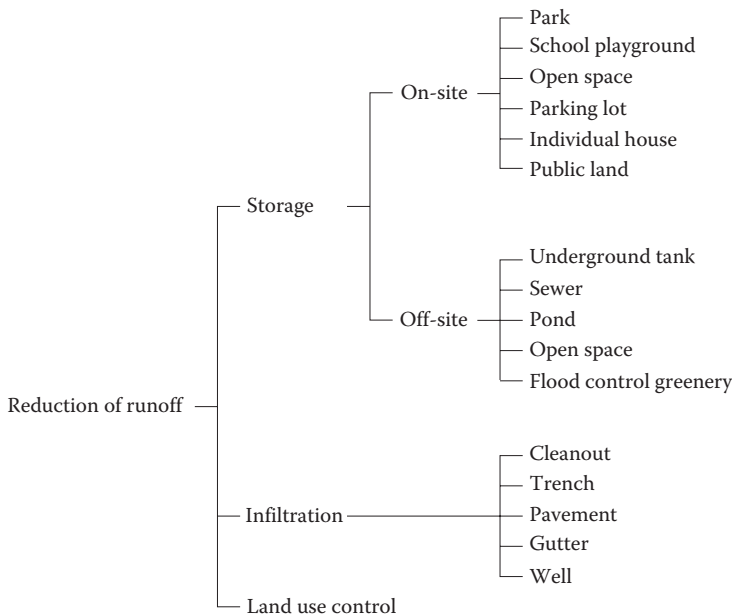 Park
School playground
Open space
On-site
Parking lot
Individual house
Public land
Storage
Underground tank
Sewer
Off-site
Pond
Open space
Flood control greenery
Reduction of runoff
Cleanout
Trench
Infiltration
Pavement
Gutter
Well
Land use control